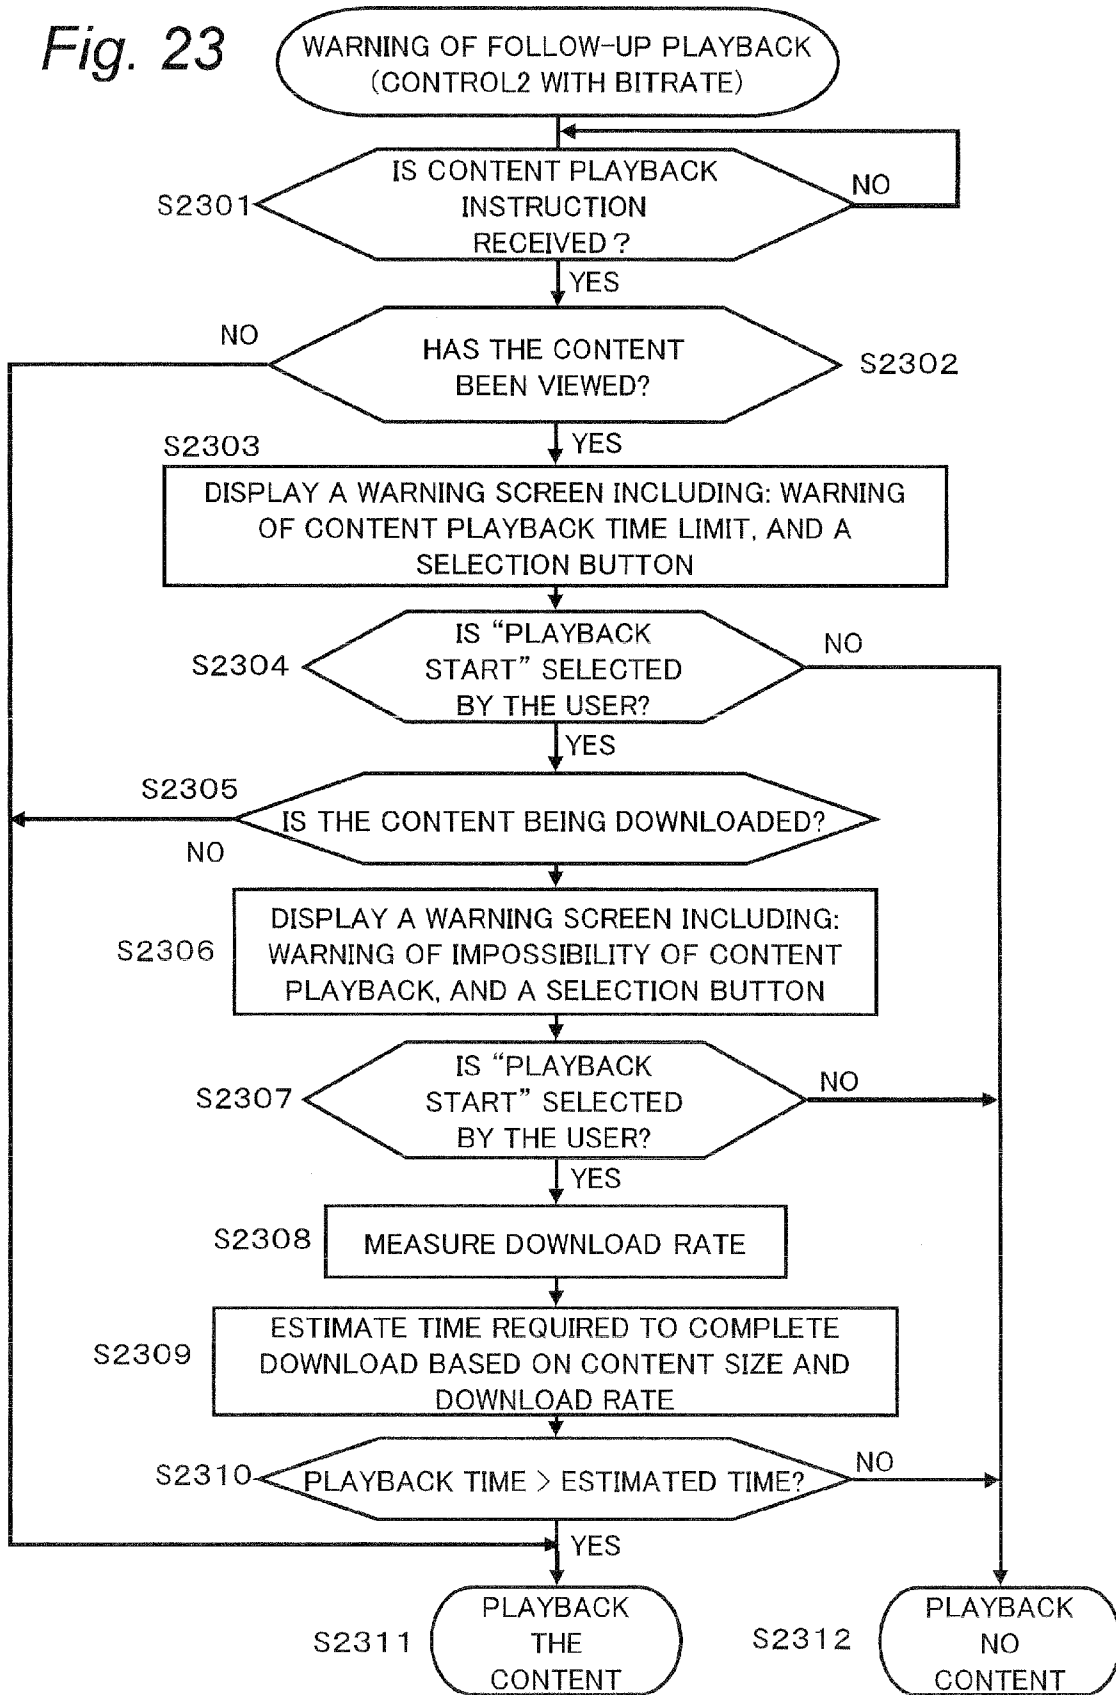 Fig. 23
WARNING OF FOLLOW-UP PLAYBACK
(CONTROL2 WITH BITRATE)
IS CONTENT PLAYBACK
INSTRUCTION
RECEIVED?
S2301
NO
YES
NO
HAS THE CONTENT
BEEN VIEWED?
S2302
YES
S2303
DISPLAY A WARNING SCREEN INCLUDING: WARNING
OF CONTENT PLAYBACK TIME LIMIT, AND A
SELECTION BUTTON
IS “PLAYBACK
START” SELECTED
BY THE USER?
S2304
NO
YES
S2305
IS THE CONTENT BEING DOWNLOADED?
NO
DISPLAY A WARNING SCREEN INCLUDING:
WARNING OF IMPOSSIBILITY OF CONTENT
PLAYBACK, AND A SELECTION BUTTON
S2306
IS “PLAYBACK
START” SELECTED
BY THE USER?
S2307
NO
YES
S2308
MEASURE DOWNLOAD RATE
ESTIMATE TIME REQUIRED TO COMPLETE
DOWNLOAD BASED ON CONTENT SIZE AND
DOWNLOAD RATE
S2309
S2310
PLAYBACK TIME > ESTIMATED TIME?
NO
YES
PLAYBACK
THE
CONTENT
S2311
S2312
PLAYBACK
NO
CONTENT